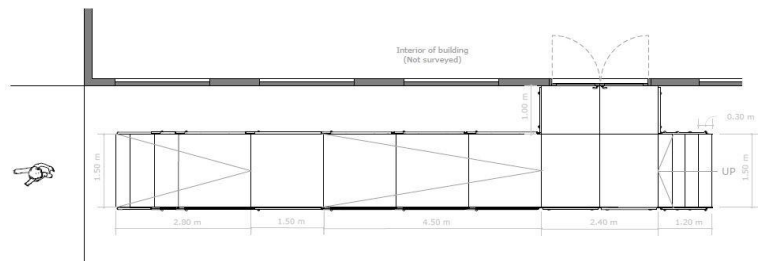 Interior of building
(Not surveyed)
1.00 m
0.30 m
1.50 m
UP
1.50 m
2.80 m
1.50 m
4.50 m
2.40 m
1.20 m